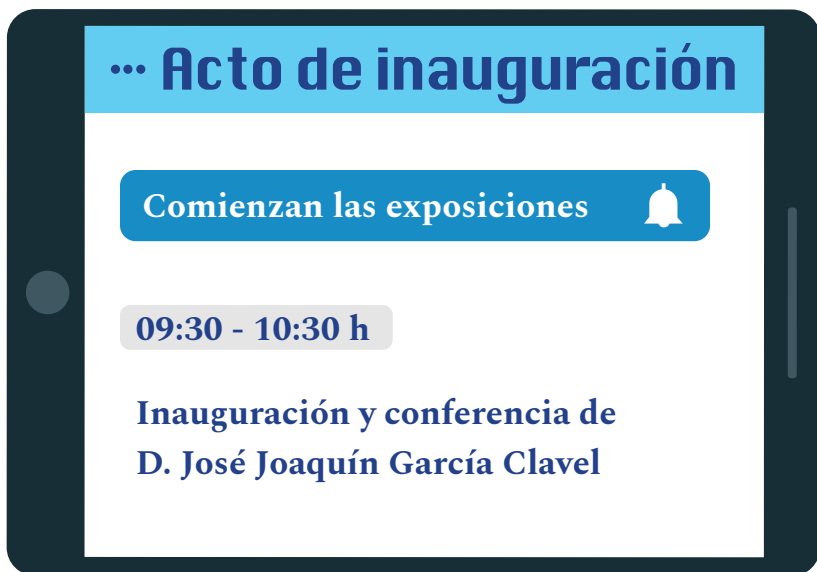 ... Acto de inauguración
Comienzan las exposiciones
09:30 - 10:30 h
Inauguración y conferencia de
D. José Joaquín García Clavel